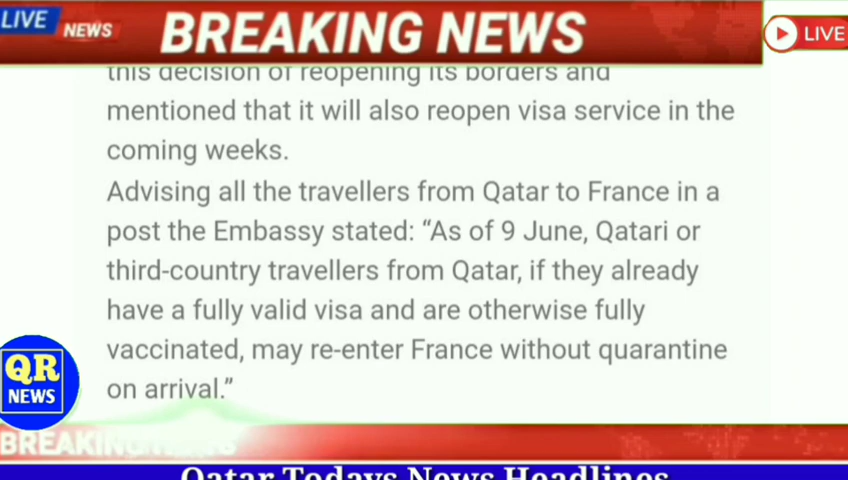 LIVE NEWS
BREAKING NEWS
LIVE
this decision of reopening its borders and
mentioned that it will also reopen visa service in the
coming weeks.
Advising all the travellers from Qatar to France in a
post the Embassy stated: “As of 9 June, Qatari or
third-country travellers from Qatar, if they already
have a fully valid visa and are otherwise fully
vaccinated, may re-enter France without quarantine
on arrival.”
QR
NEWS
BREAKING NEWS
Qatar Todays News Headlines